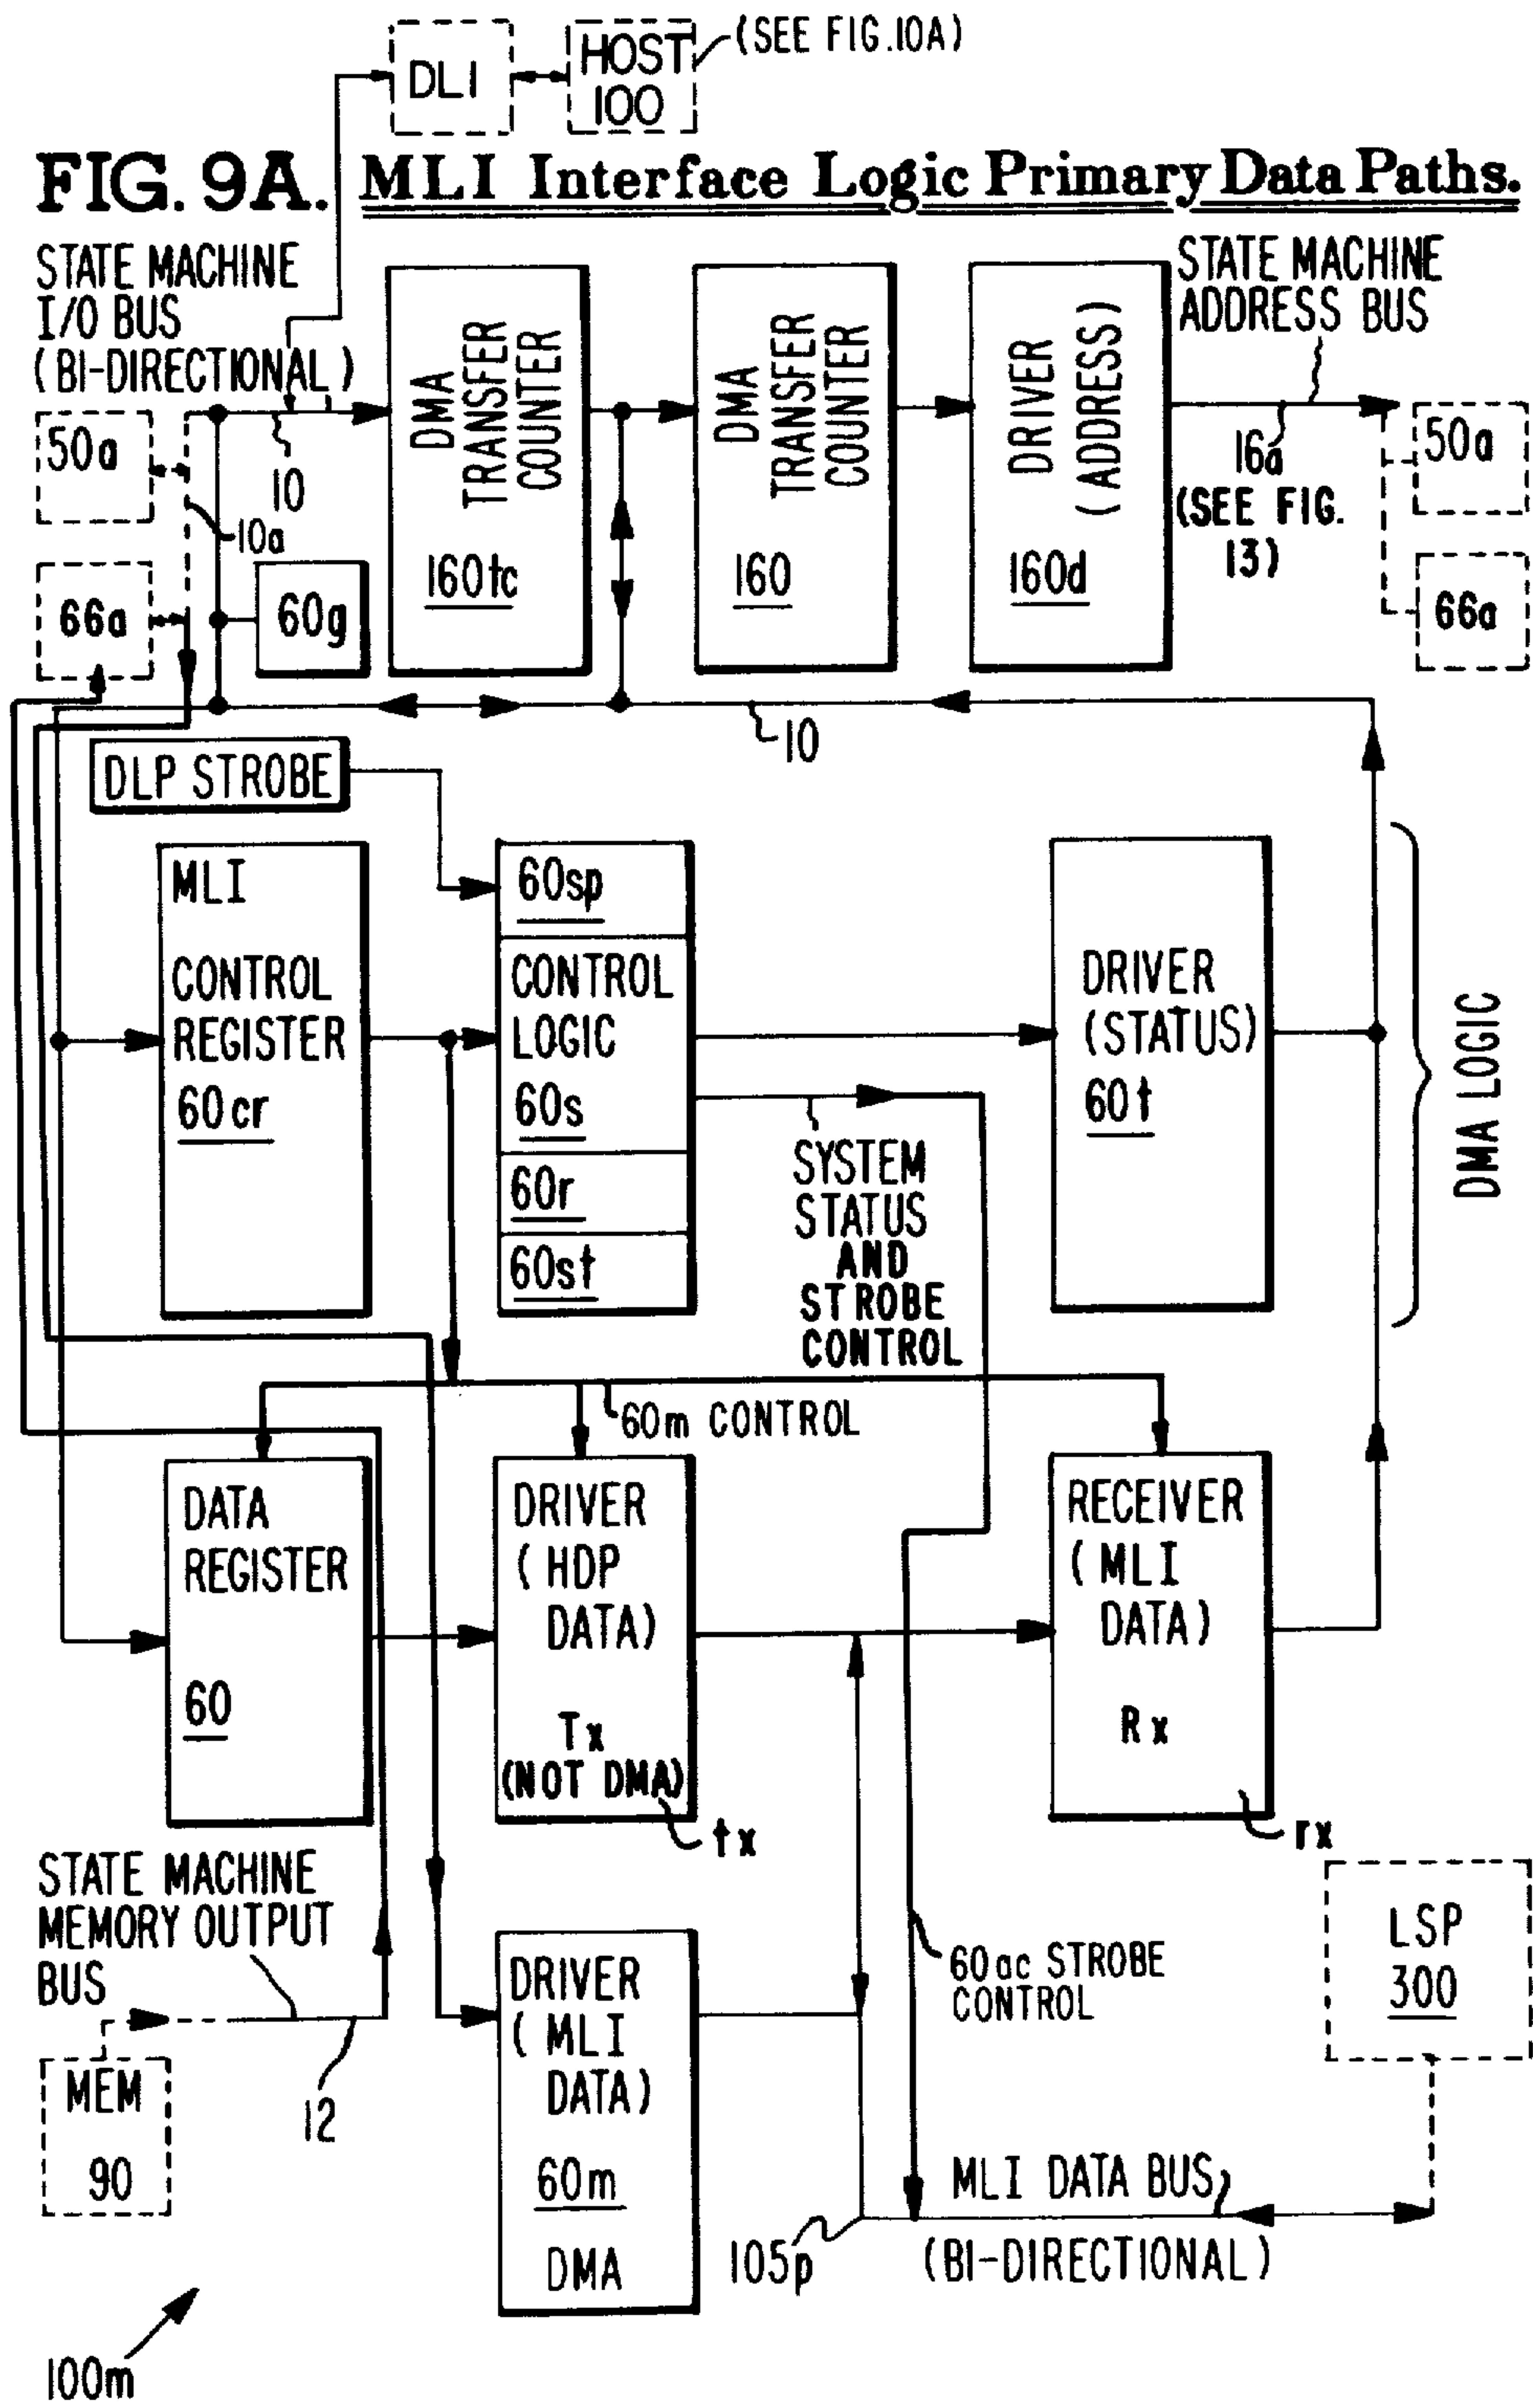 DLI
HOST
100
(SEE FIG.10A)
FIG. 9A. MLI Interface Logic Primary Data Paths.
STATE MACHINE
I/O BUS
(BI-DIRECTIONAL)
50a
10
10a
66a
60g
DMA
TRANSFER
COUNTER
160tc
DMA
TRANSFER
COUNTER
160
DRIVER
(ADDRESS)
160d
STATE MACHINE
ADDRESS BUS
16a
(SEE FIG.
13)
50a
66a
10
DLP STROBE
MLI
CONTROL
REGISTER
60cr
60sp
CONTROL
LOGIC
60s
60r
60st
SYSTEM
STATUS
AND
STROBE
CONTROL
DRIVER
(STATUS)
60t
DMA LOGIC
60m CONTROL
DATA
REGISTER
60
DRIVER
(HDP
DATA)
Tx
(NOT DMA)
tx
RECEIVER
(MLI
DATA)
Rx
rx
STATE MACHINE
MEMORY OUTPUT
BUS
MEM
90
12
DRIVER
(MLI
DATA)
60m
DMA
60ac STROBE
CONTROL
LSP
300
MLI DATA BUS
(BI-DIRECTIONAL)
105p
100m